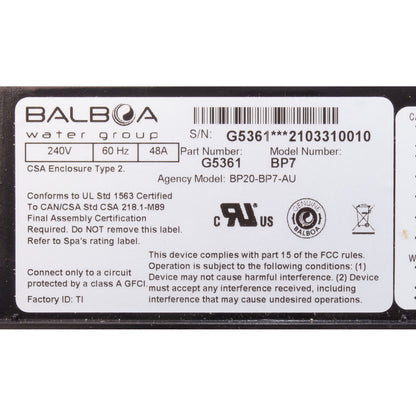 BALBOA
water group
S/N: G5361***2103310010
240V 60 Hz 48A
Part Number: Model Number:
G5361 BP7
CSA Enclosure Type 2.
Agency Model: BP20-BP7-AU
Conforms to UL Std 1563 Certified
To CAN/CSA Std CSA 218.1-M89
Final Assembly Certification
Required. Do NOT remove this label.
Refer to Spa's rating label.
C RU US
BALBOA
This device complies with part 15 of the FCC rules.
Operation is subject to the following conditions: (1)
Device may not cause harmful interference, and (2)
Device must accept any interference received, including
interference that may cause undesired operation.
Connect only to a circuit
protected by a class A GFCI.
Factory ID: TI
CA